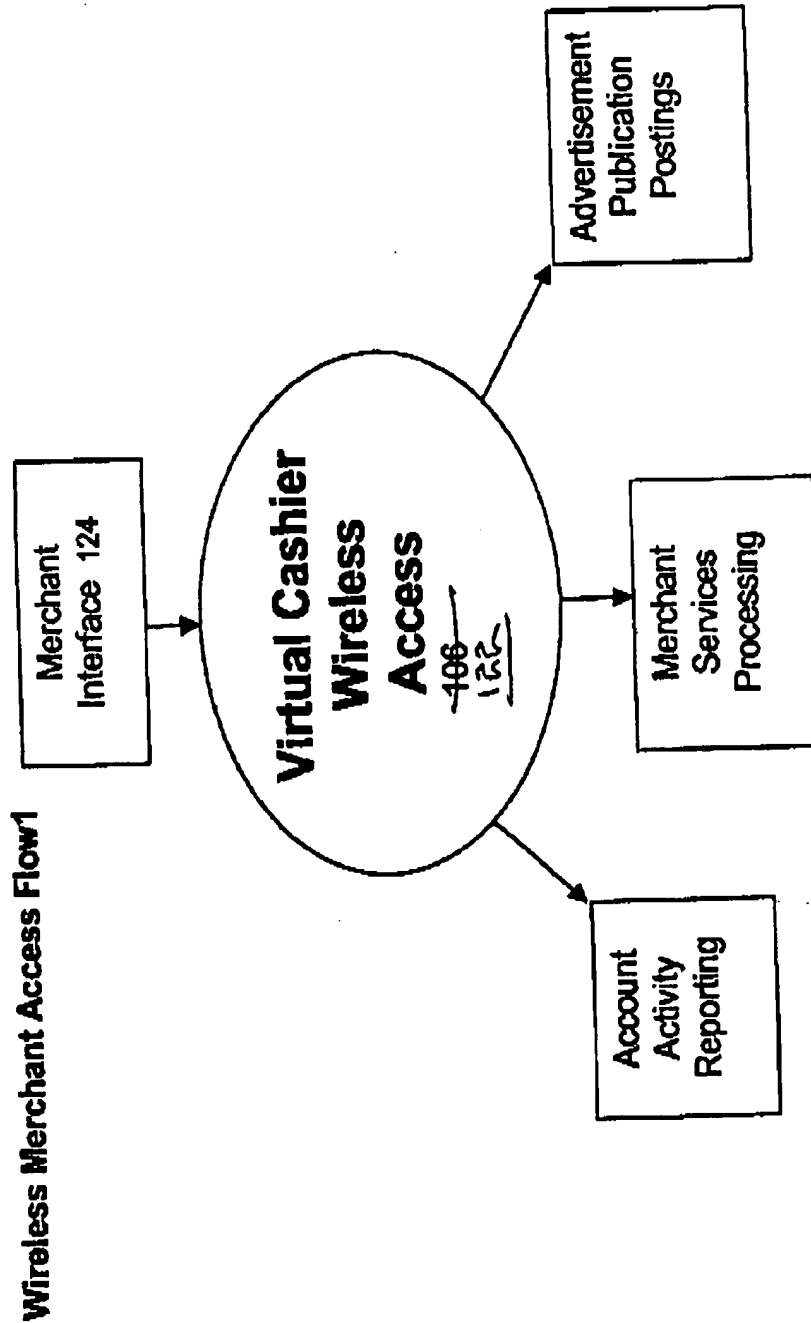 Wireless Merchant Access Flow1
Merchant
Interface 124
Virtual Cashier
Wireless
Access
106
122
Account
Activity
Reporting
Merchant
Services
Processing
Advertisement
Publication
Postings